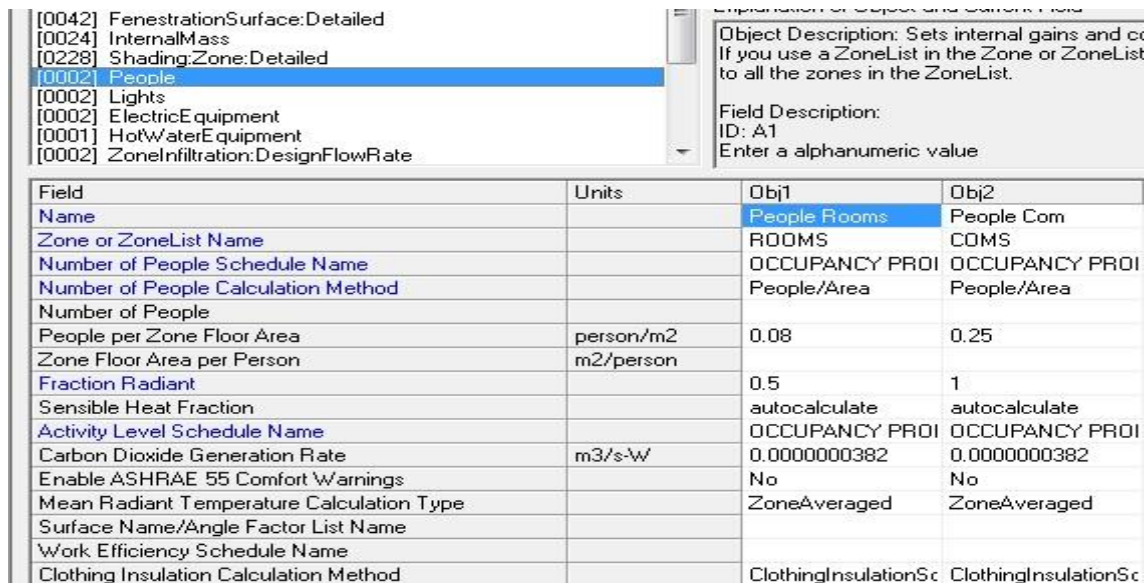 [0042] FenestrationSurface:Detailed
[0024] InternalMass
[0228] Shading:Zone:Detailed
[0002] People
[0002] Lights
[0002] ElectricEquipment
[0001] HotWaterEquipment
[0002] ZoneInfiltration:DesignFlowRate
Object Description: Sets internal gains and co
If you use a ZoneList in the Zone or ZoneList
to all the zones in the ZoneList.
Field Description:
ID: A1
Enter a alphanumeric value
Field Units Obj1 Obj2
Name People Rooms People Com
Zone or ZoneList Name ROOMS COMS
Number of People Schedule Name OCCUPANCY PROI OCCUPANCY PROI
Number of People Calculation Method People/Area People/Area
Number of People
People per Zone Floor Area person/m2 0.08 0.25
Zone Floor Area per Person m2/person
Fraction Radiant 0.5 1
Sensible Heat Fraction autocalculate autocalculate
Activity Level Schedule Name OCCUPANCY PROI OCCUPANCY PROI
Carbon Dioxide Generation Rate m3/s-W 0.0000000382 0.0000000382
Enable ASHRAE 55 Comfort Warnings No No
Mean Radiant Temperature Calculation Type ZoneAveraged ZoneAveraged
Surface Name/Angle Factor List Name
Work Efficiency Schedule Name
Clothing Insulation Calculation Method ClothingInsulationSc ClothingInsulationSc